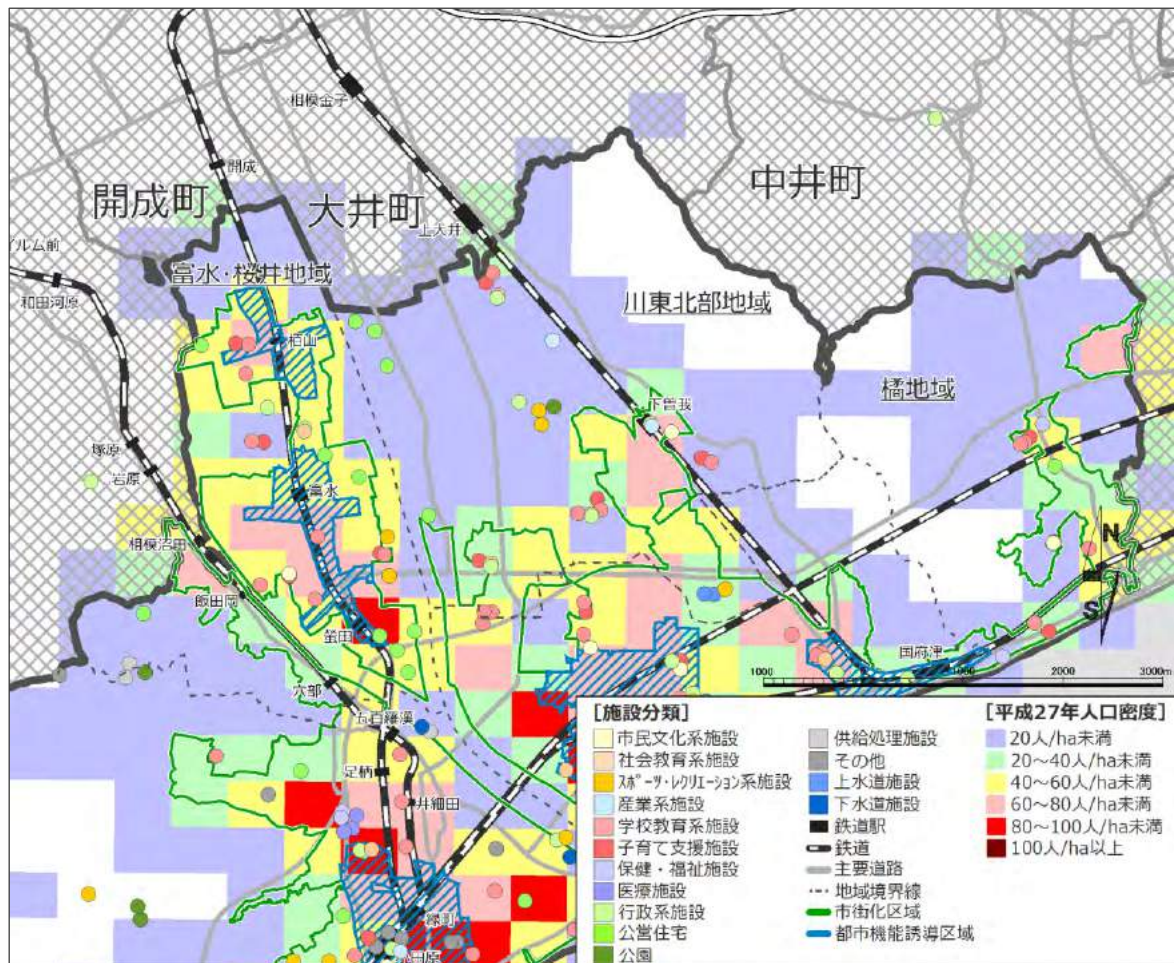 相模金子
開成
開成町
大井町
中井町
上大井
イルム前
和田河原
富水・桜井地域
川東北部地域
栢山
橘地域
下曽我
塚原
岩原
富水
相模沼田
飯田岡
N
S
螢田
国府津
1000
0
1000
2000
3000m
穴部
五百羅漢
足柄
井細田
緑町
小田原
[施設分類]
市民文化系施設
社会教育系施設
スポーツ・レクリエーション系施設
産業系施設
学校教育系施設
子育て支援施設
保健・福祉施設
医療施設
行政系施設
公営住宅
公園
供給処理施設
その他
上水道施設
下水道施設
鉄道駅
鉄道
主要道路
地域境界線
市街化区域
都市機能誘導区域
[平成27年人口密度]
20人/ha未満
20～40人/ha未満
40～60人/ha未満
60～80人/ha未満
80～100人/ha未満
100人/ha以上